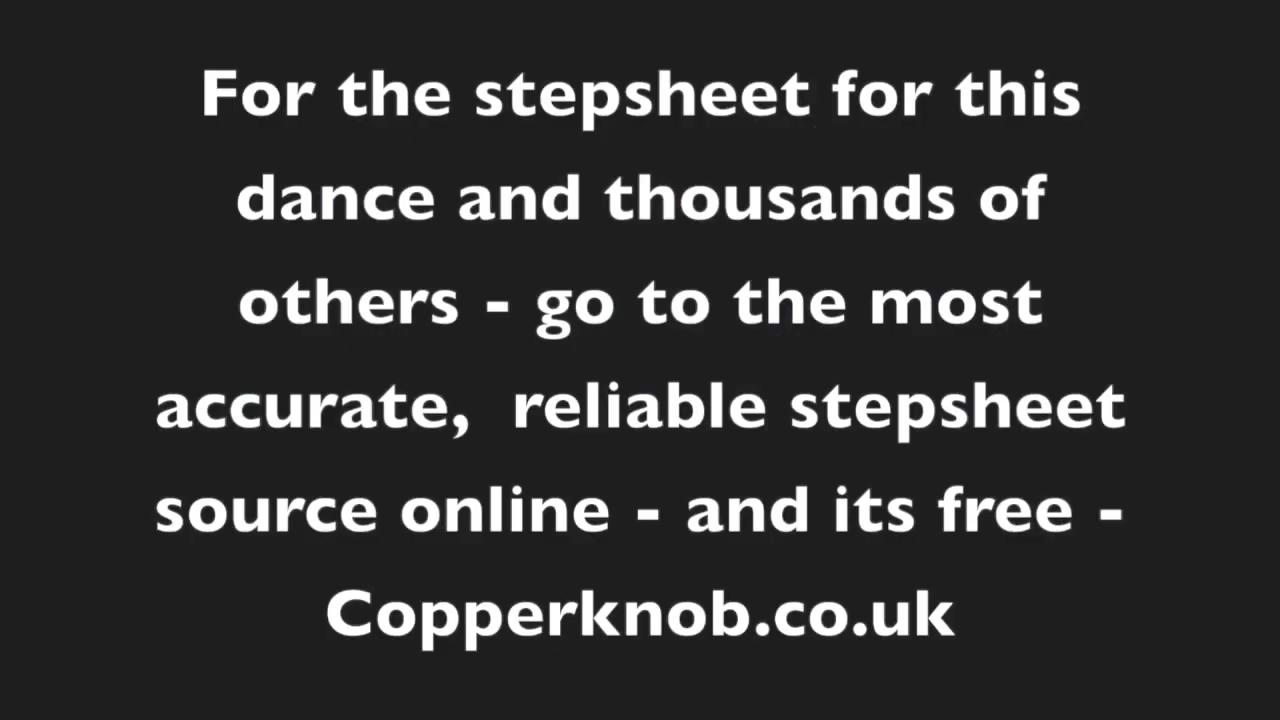 For the stepsheet for this
dance and thousands of
others - go to the most
accurate,  reliable stepsheet
source online - and its free -
Copperknob.co.uk